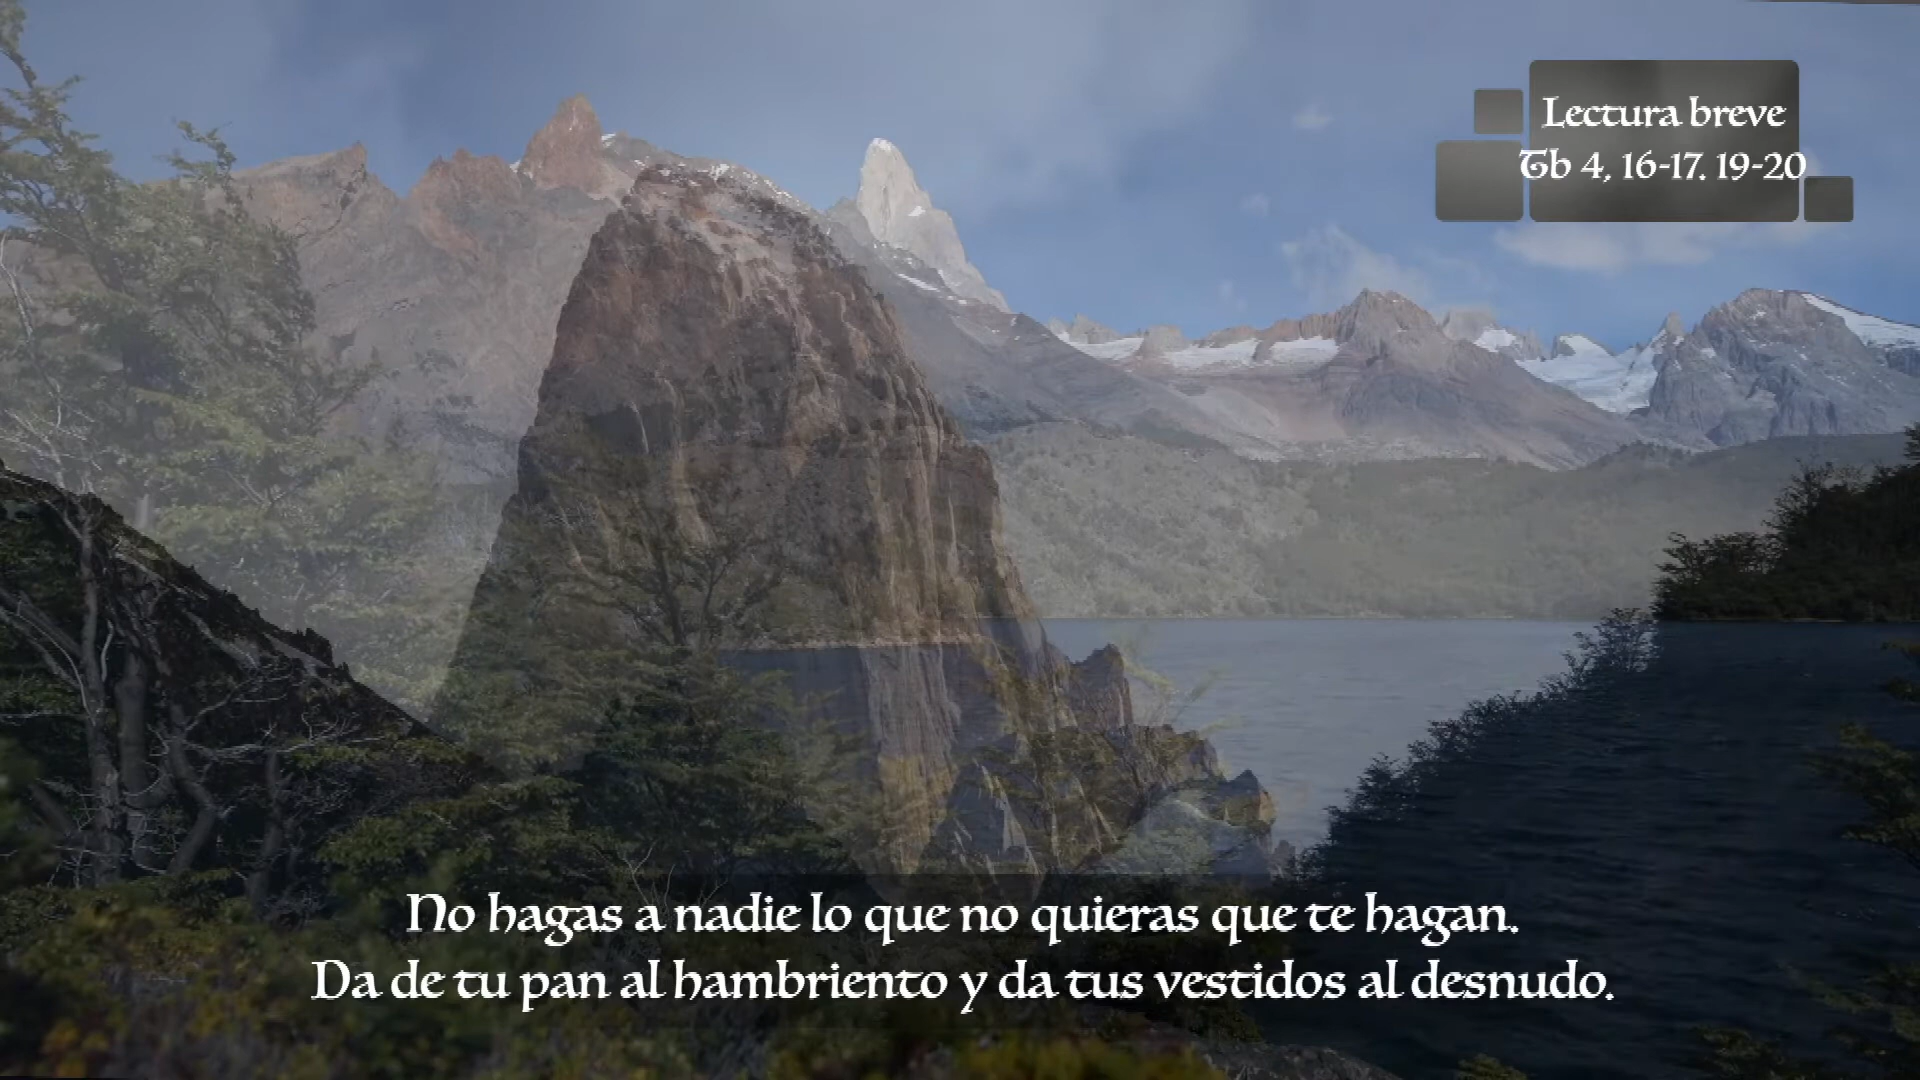 Lectura breve
Tb 4, 16-17. 19-20
No hagas a nadie lo que no quieras que te hagan.
Da de tu pan al hambriento y da tus vestidos al desnudo.